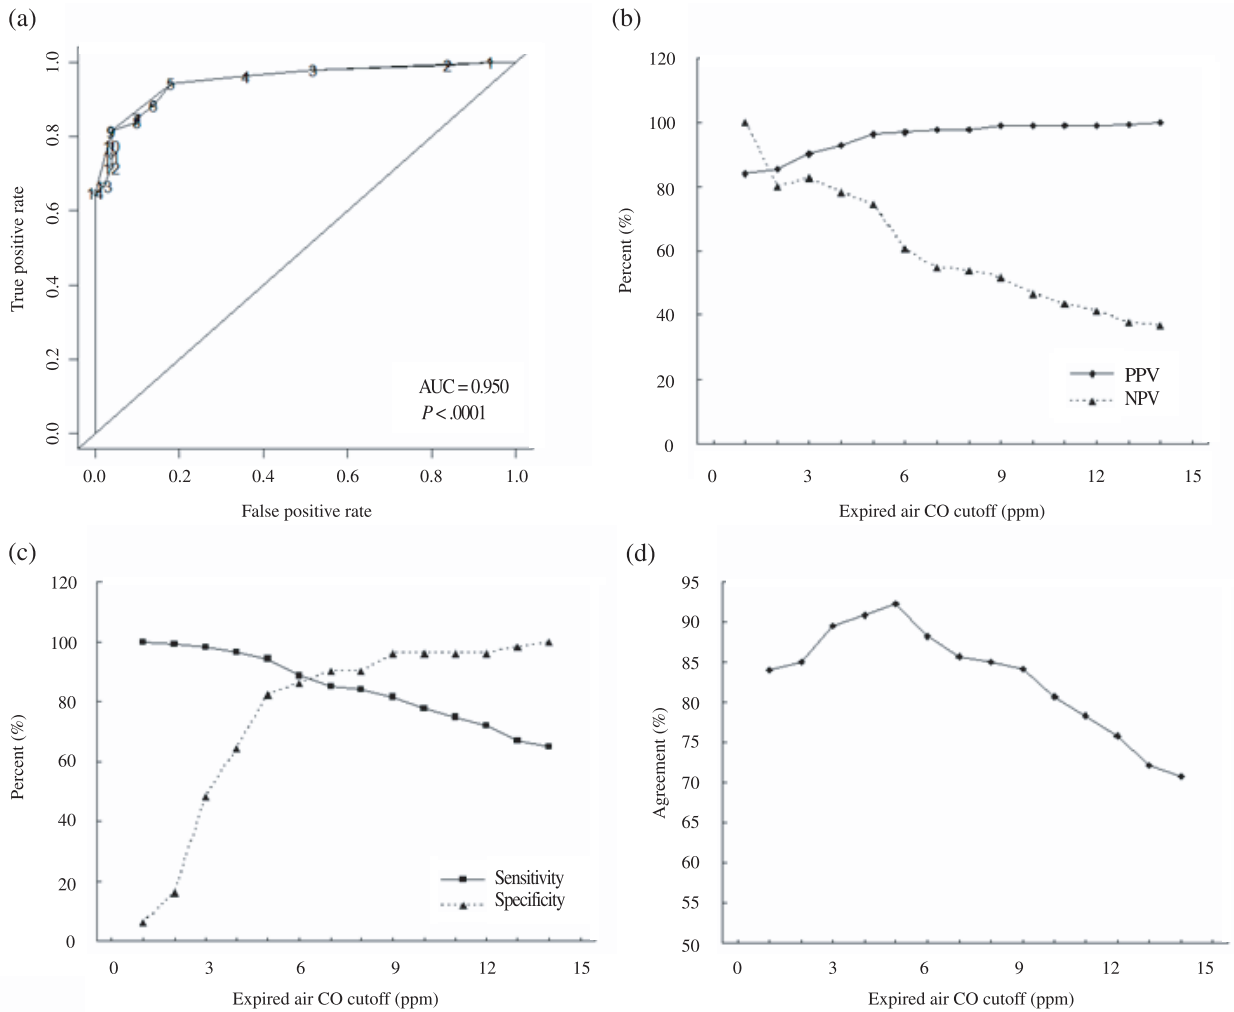 (a)
1.0
0.8
0.6
0.4
0.2
0.0
True positive rate
1
2
3
4
5
6
8
9
10
11
12
13
14
AUC = 0.950
P < .0001
0.0 0.2 0.4 0.6 0.8 1.0
False positive rate
(b)
120
100
80
60
40
20
0
Percent (%)
PPV
NPV
0 3 6 9 12 15
Expired air CO cutoff (ppm)
(c)
120
100
80
60
40
20
0
Percent (%)
Sensitivity
Specificity
0 3 6 9 12 15
Expired air CO cutoff (ppm)
(d)
95
90
85
80
75
70
65
60
55
50
Agreement (%)
0 3 6 9 12 15
Expired air CO cutoff (ppm)